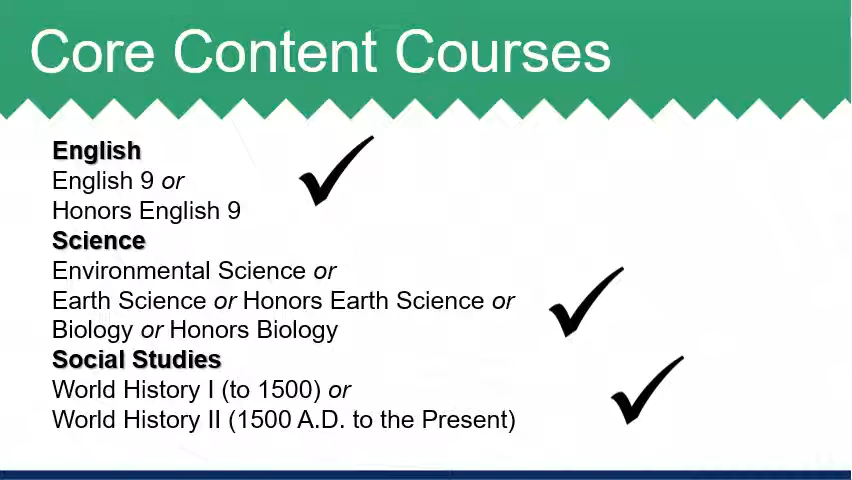 Core Content Courses
English
English 9 or
Honors English 9
Science
Environmental Science or
Earth Science or Honors Earth Science or
Biology or Honors Biology
Social Studies
World History I (to 1500) or
World History II (1500 A.D. to the Present)